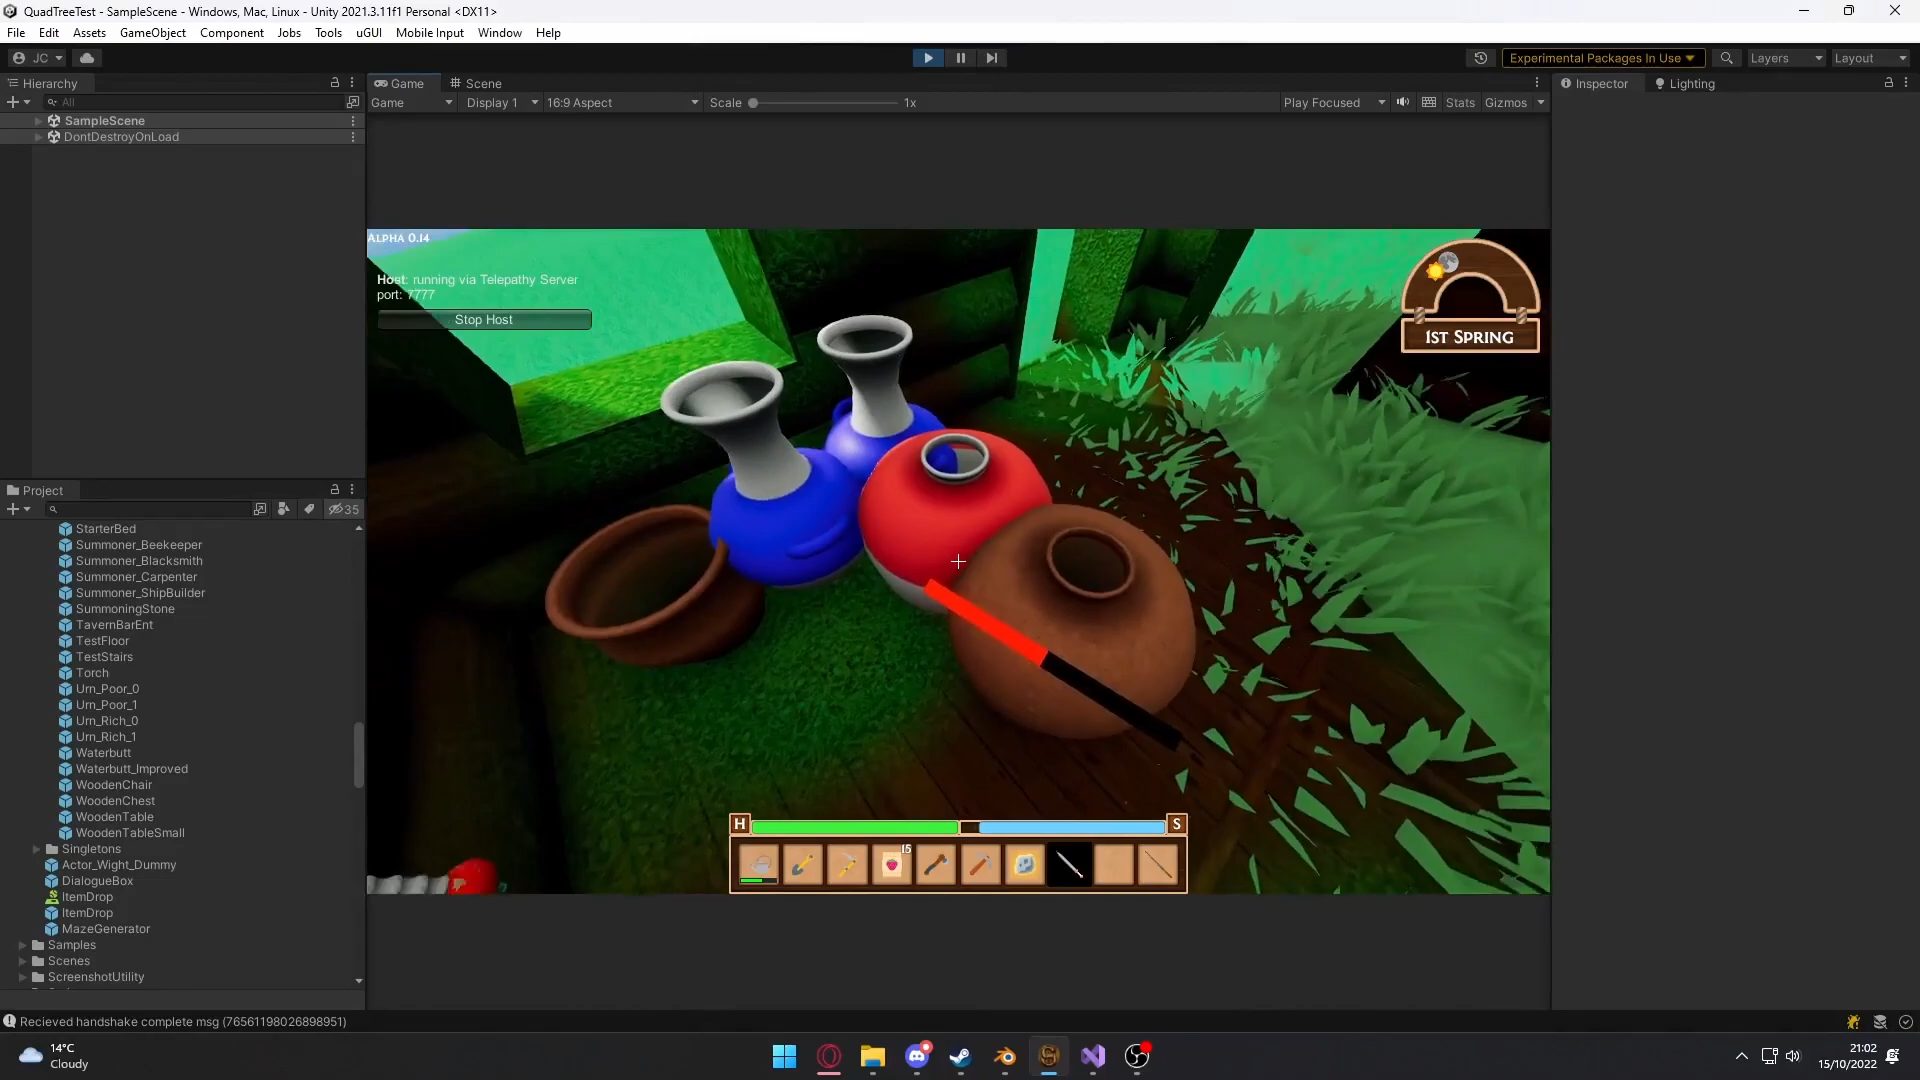 QuadTreeTest - SampleScene - Windows, Mac, Linux - Unity 2021.3.11f1 Personal <DX11>
File Edit Assets GameObject Component Jobs Tools uGUI Mobile Input Window Help
JC Experimental Packages In Use Layers Layout
Hierarchy
All
SampleScene
DontDestroyOnLoad
Game Scene
Game Display 1 16:9 Aspect Scale 1x Play Focused Stats Gizmos
Inspector Lighting
ALPHA 0.14
Host: running via Telepathy Server
port: 7777
Stop Host
1ST SPRING
H S
15
Project
35
StarterBed
Summoner_Beekeeper
Summoner_Blacksmith
Summoner_Carpenter
Summoner_ShipBuilder
SummoningStone
TavernBarEnt
TestFloor
TestStairs
Torch
Urn_Poor_0
Urn_Poor_1
Urn_Rich_0
Urn_Rich_1
Waterbutt
Waterbutt_Improved
WoodenChair
WoodenChest
WoodenTable
WoodenTableSmall
Singletons
Actor_Wight_Dummy
DialogueBox
ItemDrop
ItemDrop
MazeGenerator
Samples
Scenes
ScreenshotUtility
Recieved handshake complete msg (76561198026898951)
14°C
Cloudy
21:02
15/10/2022